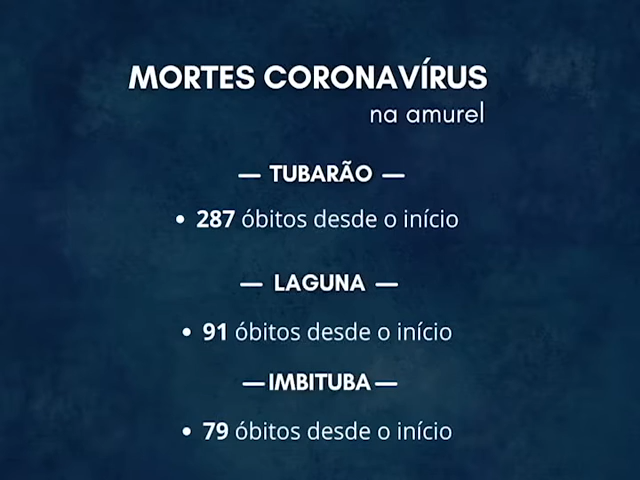 MORTES CORONAVÍRUS
na amurel
— TUBARÃO —
• 287 óbitos desde o início
— LAGUNA —
• 91 óbitos desde o início
—IMBITUBA—
• 79 óbitos desde o início